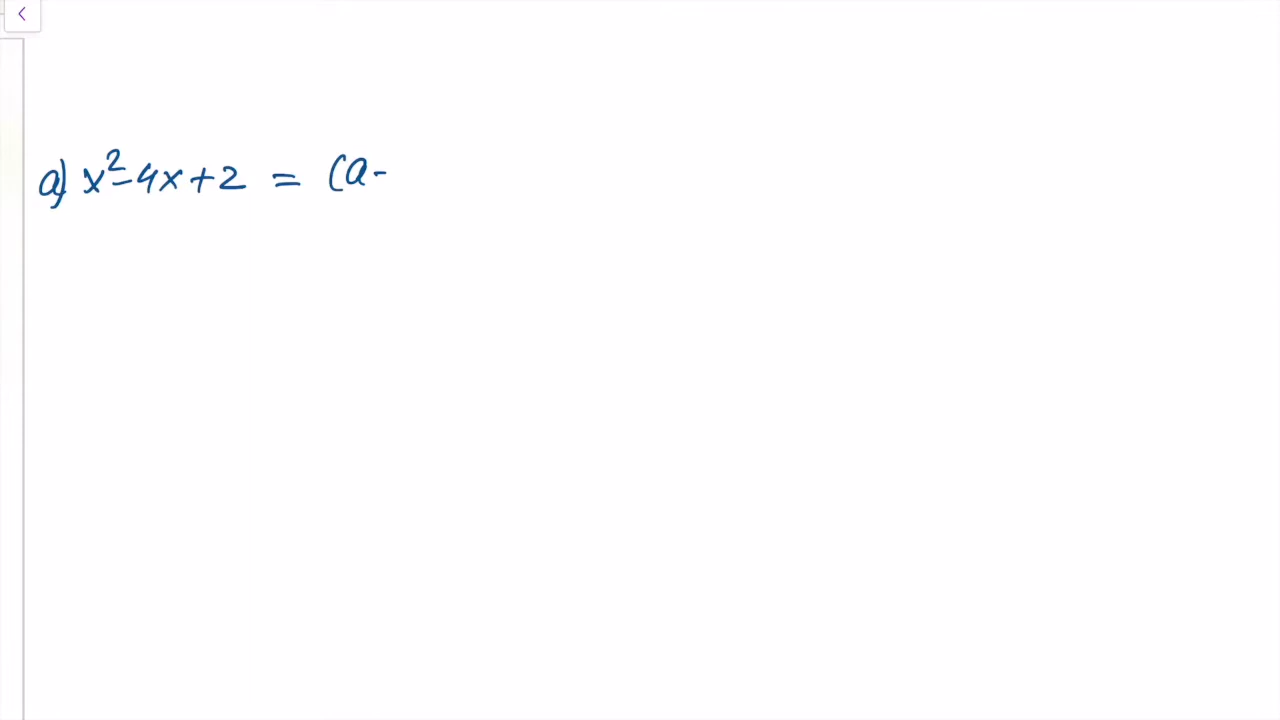 a) x²-4x+2 = (a-